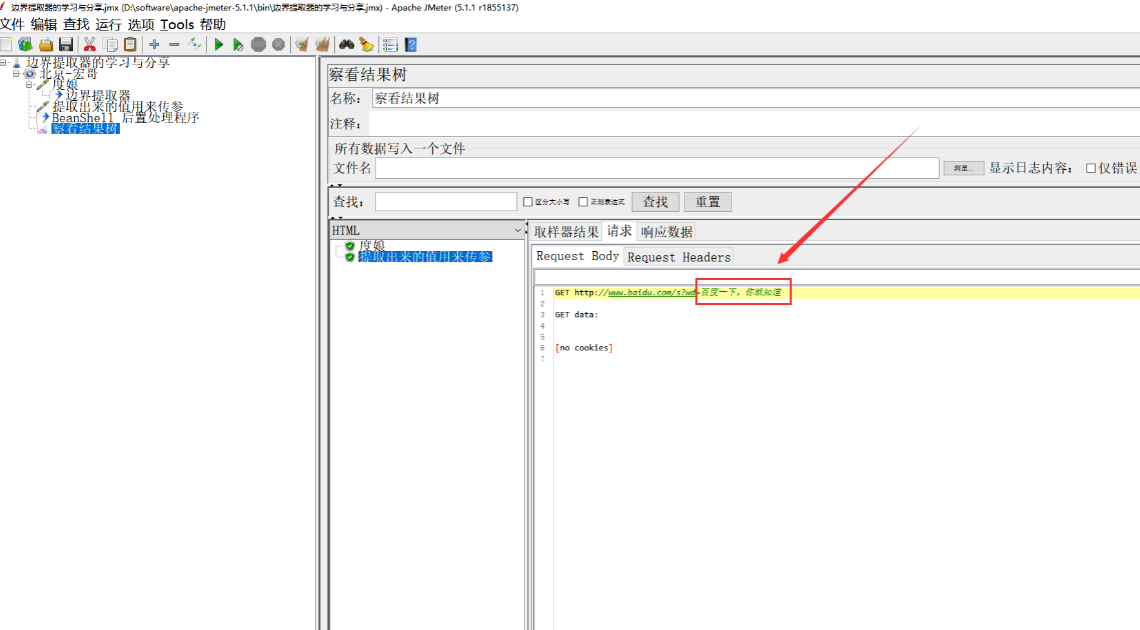 边界提取器的学习与分享.jmx (D:\software\apache-jmeter-5.1.1\bin\边界提取器的学习与分享.jmx) - Apache JMeter (5.1.1 r1855137)
文件 编辑 查找 运行 选项 Tools 帮助
边界提取器的学习与分享
北京-宏哥
度娘
边界提取器
提取出来的值用来传参
BeanShell 后置处理程序
察看结果树
察看结果树
名称： 察看结果树
注释：
所有数据写入一个文件
文件名 浏览... 显示日志内容： 仅错误
查找： 区分大小写 正则表达式 查找 重置
HTML
度娘
提取出来的值用来传参
取样器结果 请求 响应数据
Request Body Request Headers
1 GET http://www.baidu.com/s?wd=百度一下，你就知道
2
3 GET data:
4
5
6 [no cookies]
7